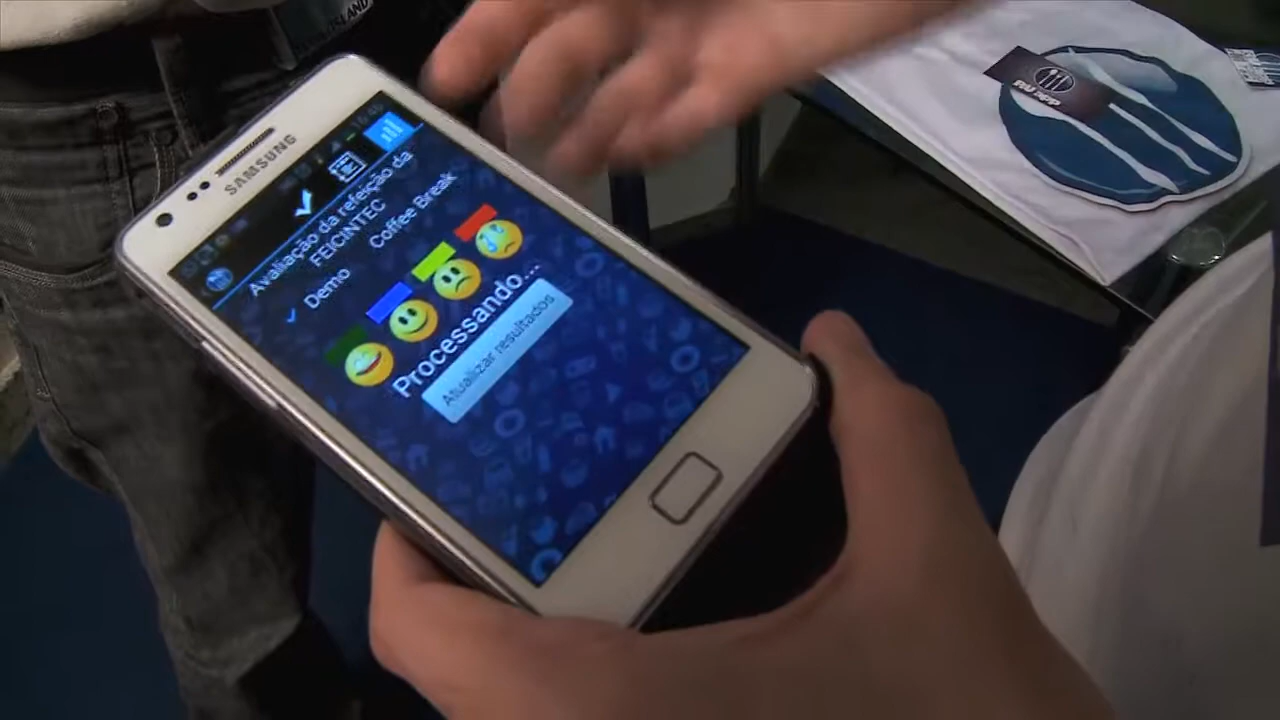 SAMSUNG
Avaliação da refeição da
FEICINTEC
Demo
Coffee Break
Processando...
Atualizar resultados
RU APP